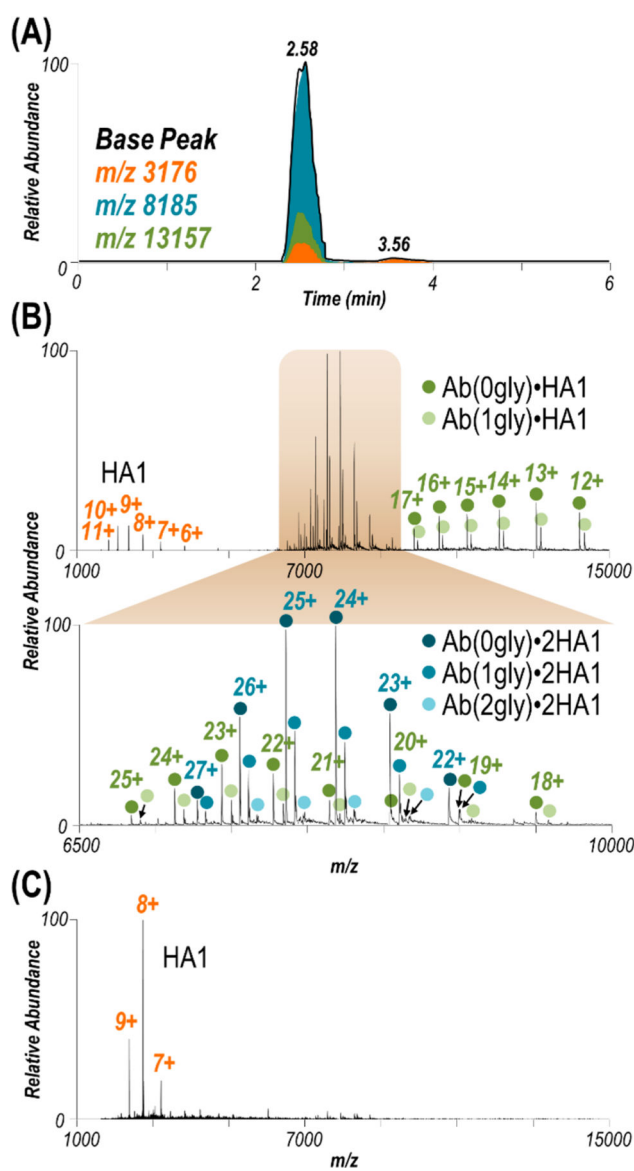 (A)
2.58
100
Relative Abundance
Base Peak
m/z 3176
m/z 8185
m/z 13157
3.56
0
0 2 4 6
Time (min)
(B)
100
Relative Abundance
Ab(0gly)•HA1
Ab(1gly)•HA1
HA1
10+ 9+
11+ 8+ 7+ 6+
17+ 16+ 15+ 14+ 13+ 12+
0
1000 7000 15000
100
Relative Abundance
25+ 24+
Ab(0gly)•2HA1
Ab(1gly)•2HA1
Ab(2gly)•2HA1
26+ 23+
23+ 22+ 20+
24+ 27+ 21+ 22+ 19+
25+ 18+
0
6500 10000
m/z
(C)
8+
100
Relative Abundance
HA1
9+
7+
0
1000 7000 15000
m/z